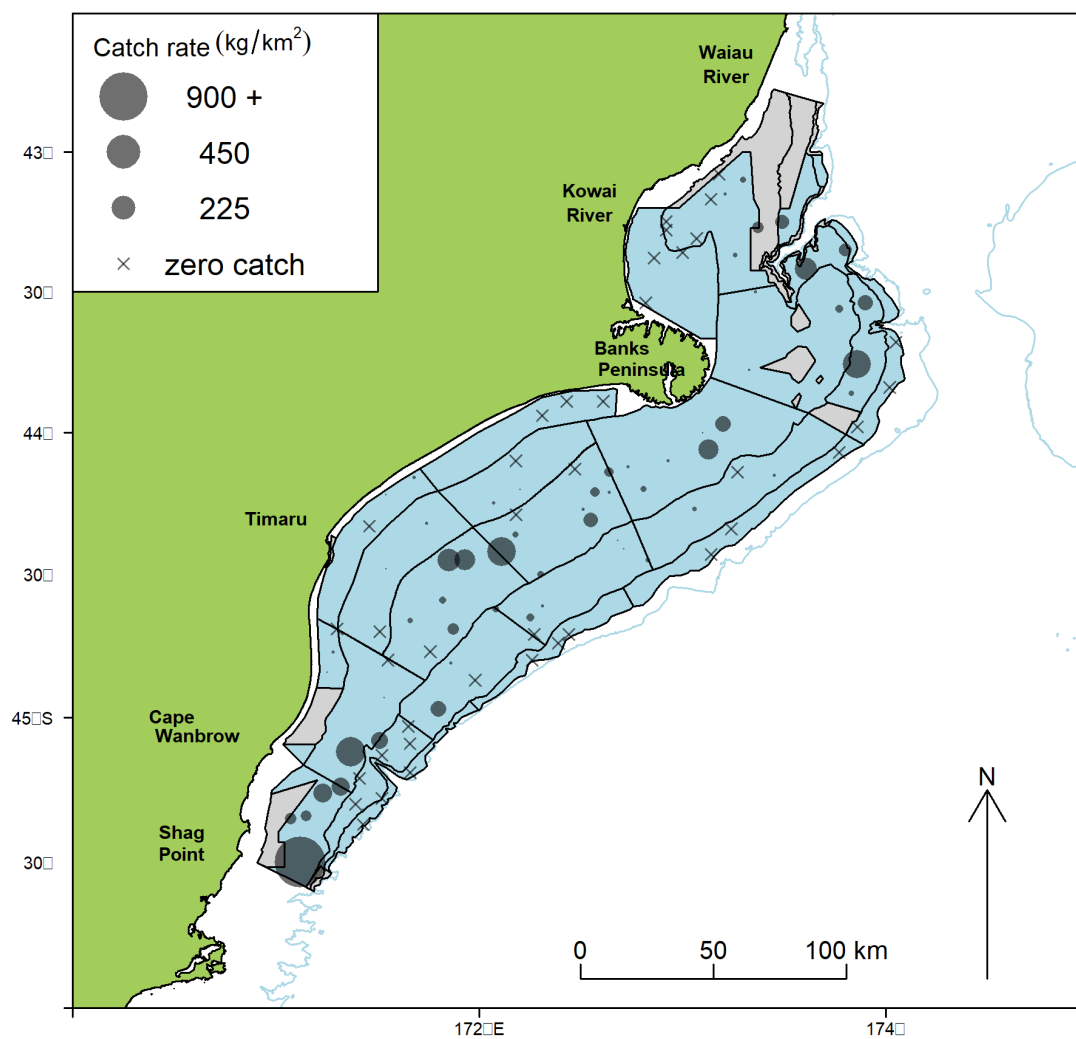 Catch rate (kg/km²)
900 +
450
225
× zero catch
Waiau
River
Kowai
River
Banks
Peninsula
Timaru
Cape
Wanbrow
Shag
Point
43□
30□
44□
30□
45□S
30□
N
0 50 100 km
172□E 174□